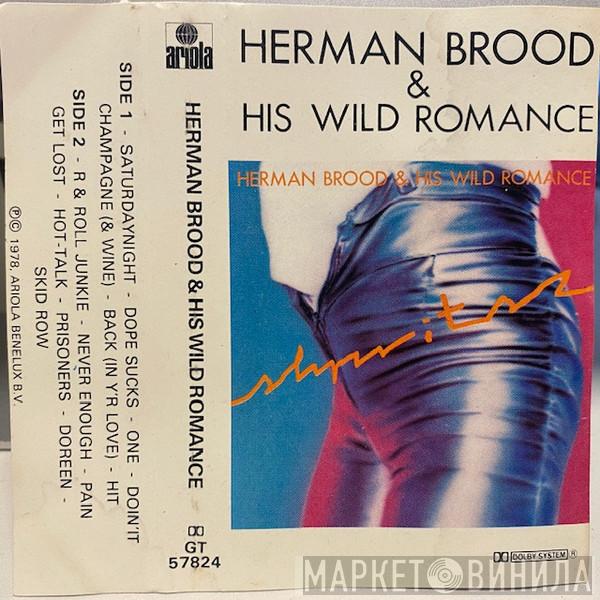 ariola
SIDE 1 - SATURDAYNIGHT - DOPE SUCKS - ONE - DOIN'IT
CHAMPAGNE (& WINE) - BACK (IN Y'R LOVE) - HIT
SIDE 2 - R & ROLL JUNKIE - NEVER ENOUGH - PAIN
GET LOST - HOT-TALK - PRISONERS - DOREEN -
SKID ROW
℗© 1978 ARIOLA BENELUX B.V.
HERMAN BROOD & HIS WILD ROMANCE
GT
57824
HERMAN BROOD
&
HIS WILD ROMANCE
HERMAN BROOD & HIS WILD ROMANCE
shpritsz
DOLBY SYSTEM ®
МАРКЕТ ВИНИЛА